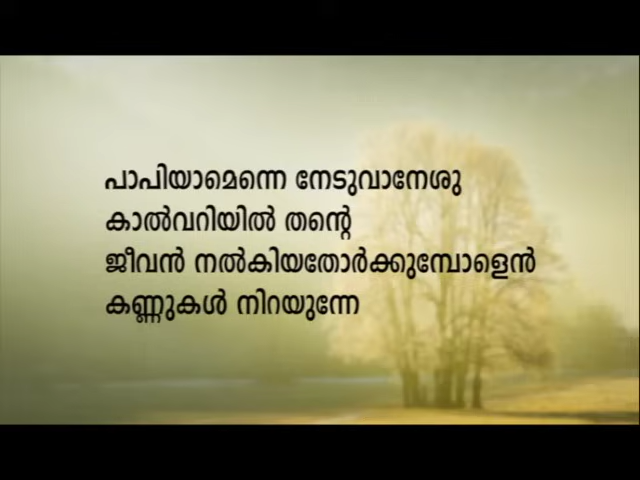 പാപിയാമെന്നെ നേടുവാനേശു
കാൽവറിയിൽ തന്റെ
ജീവൻ നൽകിയതോർക്കുമ്പോളെൻ
കണ്ണുകൾ നിറയുന്നേ